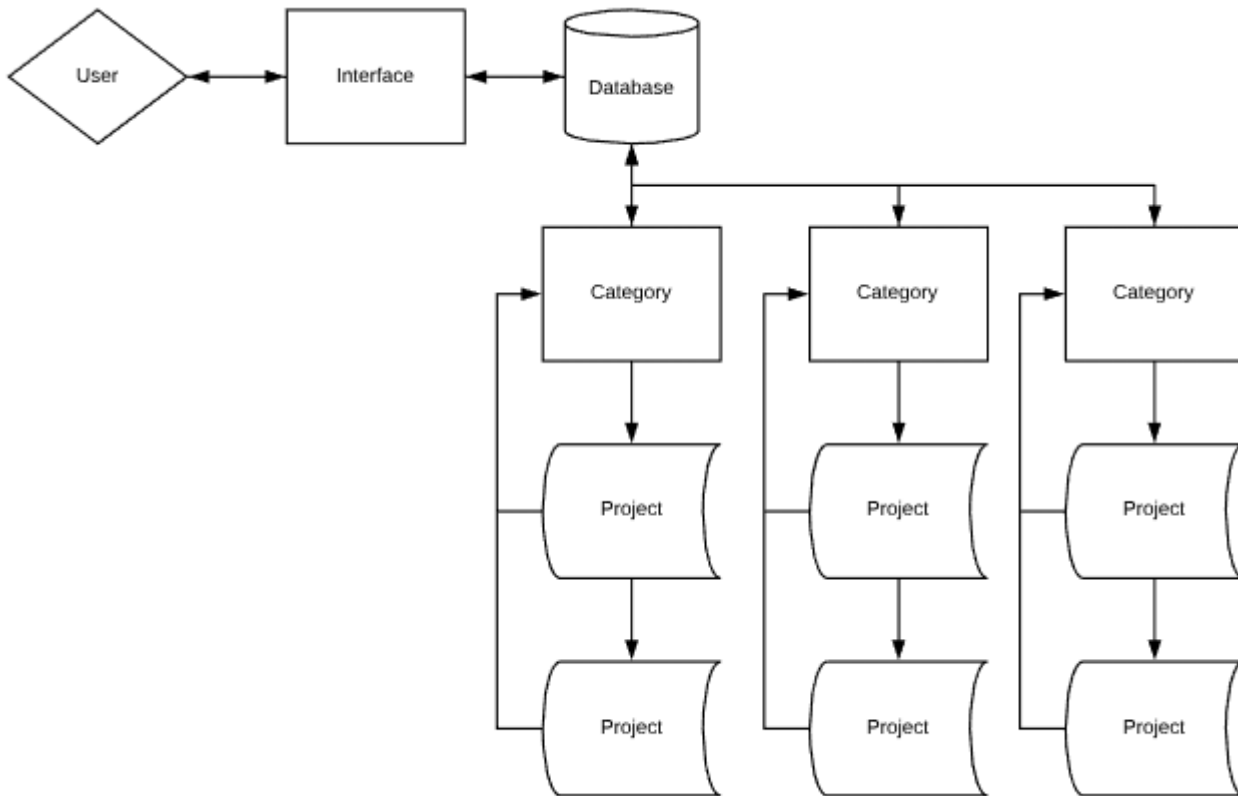 User
Interface
Database
Category
Category
Category
Project
Project
Project
Project
Project
Project